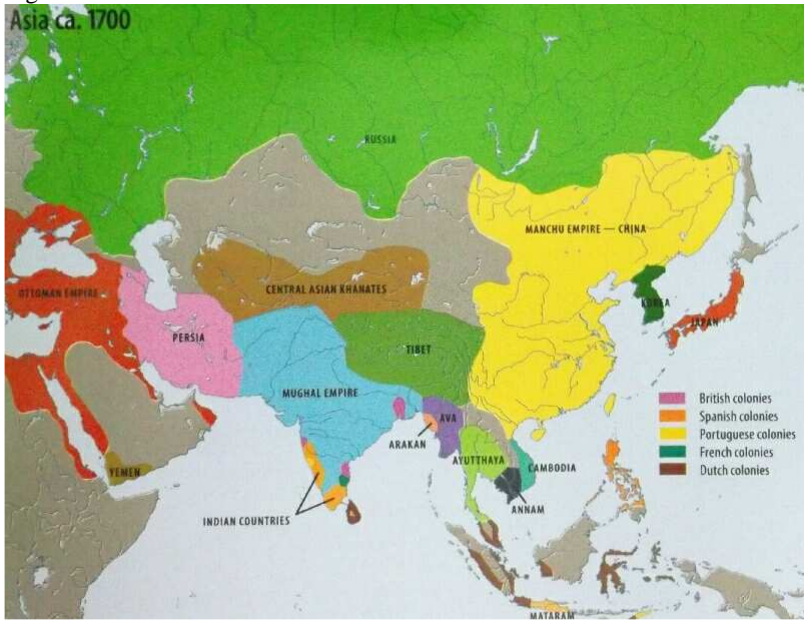 Asia ca. 1700
RUSSIA
MANCHU EMPIRE — CHINA
OTTOMAN EMPIRE
CENTRAL ASIAN KHANATES
KOREA
JAPAN
PERSIA
TIBET
MUGHAL EMPIRE
British colonies
Spanish colonies
Portuguese colonies
French colonies
Dutch colonies
AVA
ARAKAN
AYUTTHAYA
CAMBODIA
YEMEN
ANNAM
INDIAN COUNTRIES
MATARAM